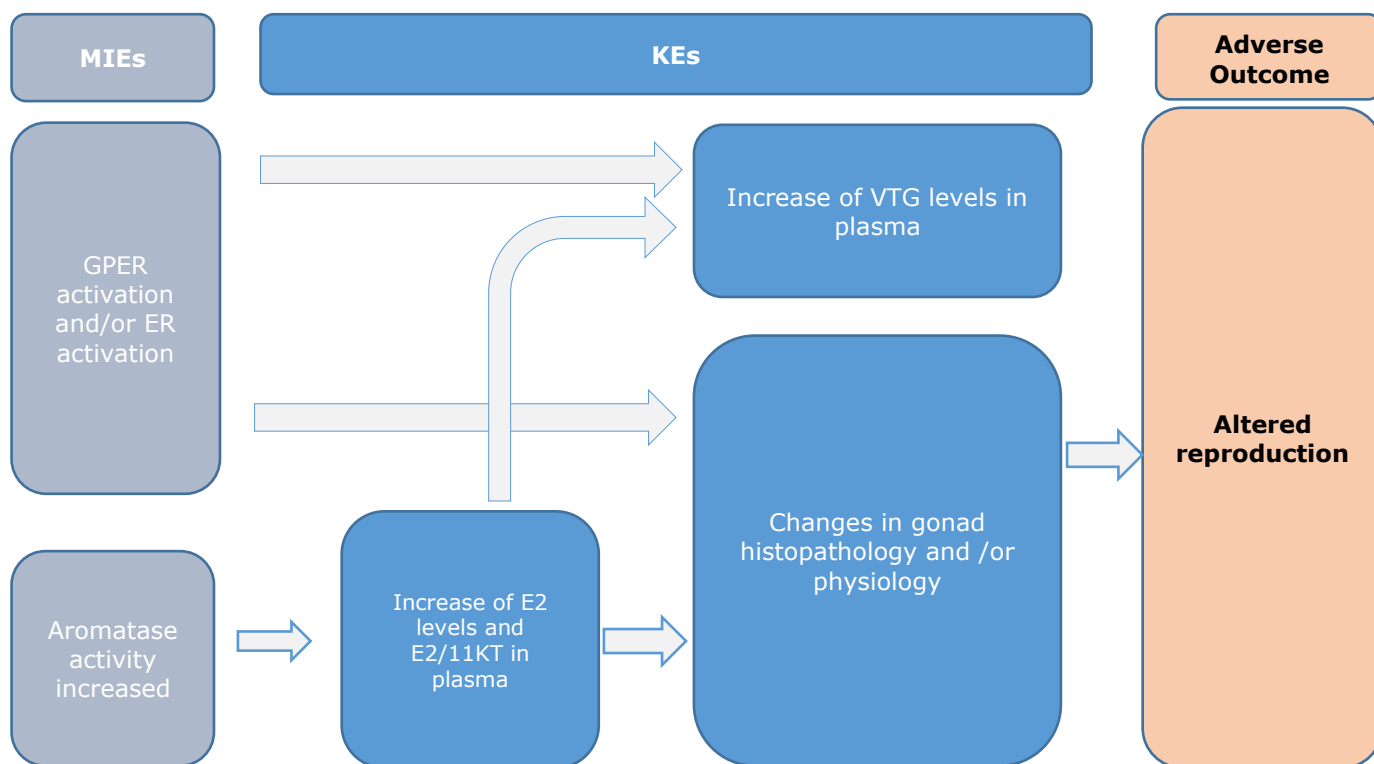 MIEs
KEs
Adverse
Outcome
GPER
activation
and/or ER
activation
Increase of VTG levels in
plasma
Altered
reproduction
Changes in gonad
histopathology and /or
physiology
Aromatase
activity
increased
Increase of E2
levels and
E2/11KT in
plasma